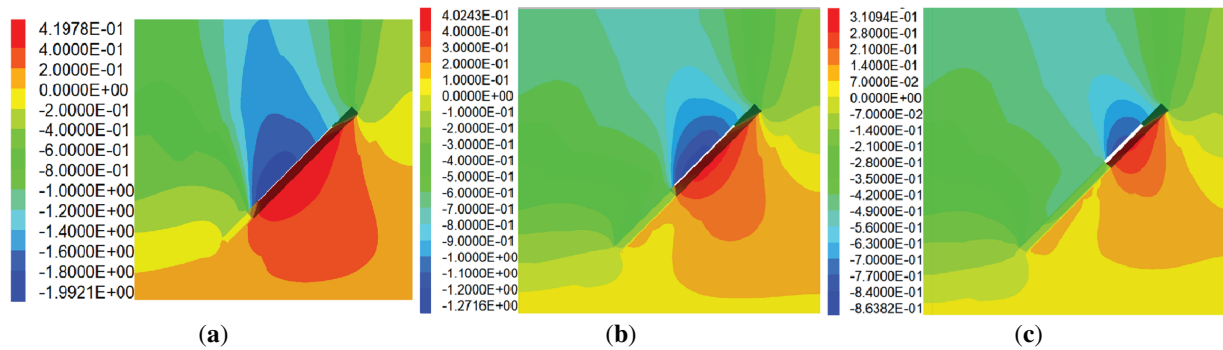 4.1978E-01
4.0000E-01
2.0000E-01
0.0000E+00
-2.0000E-01
-4.0000E-01
-6.0000E-01
-8.0000E-01
-1.0000E+00
-1.2000E+00
-1.4000E+00
-1.6000E+00
-1.8000E+00
-1.9921E+00
(a)
4.0243E-01
4.0000E-01
3.0000E-01
2.0000E-01
1.0000E-01
0.0000E+00
-1.0000E-01
-2.0000E-01
-3.0000E-01
-4.0000E-01
-5.0000E-01
-6.0000E-01
-7.0000E-01
-8.0000E-01
-9.0000E-01
-1.0000E+00
-1.1000E+00
-1.2000E+00
-1.2716E+00
(b)
3.1094E-01
2.8000E-01
2.1000E-01
1.4000E-01
7.0000E-02
0.0000E+00
-7.0000E-02
-1.4000E-01
-2.1000E-01
-2.8000E-01
-3.5000E-01
-4.2000E-01
-4.9000E-01
-5.6000E-01
-6.3000E-01
-7.0000E-01
-7.7000E-01
-8.4000E-01
-8.6382E-01
(c)